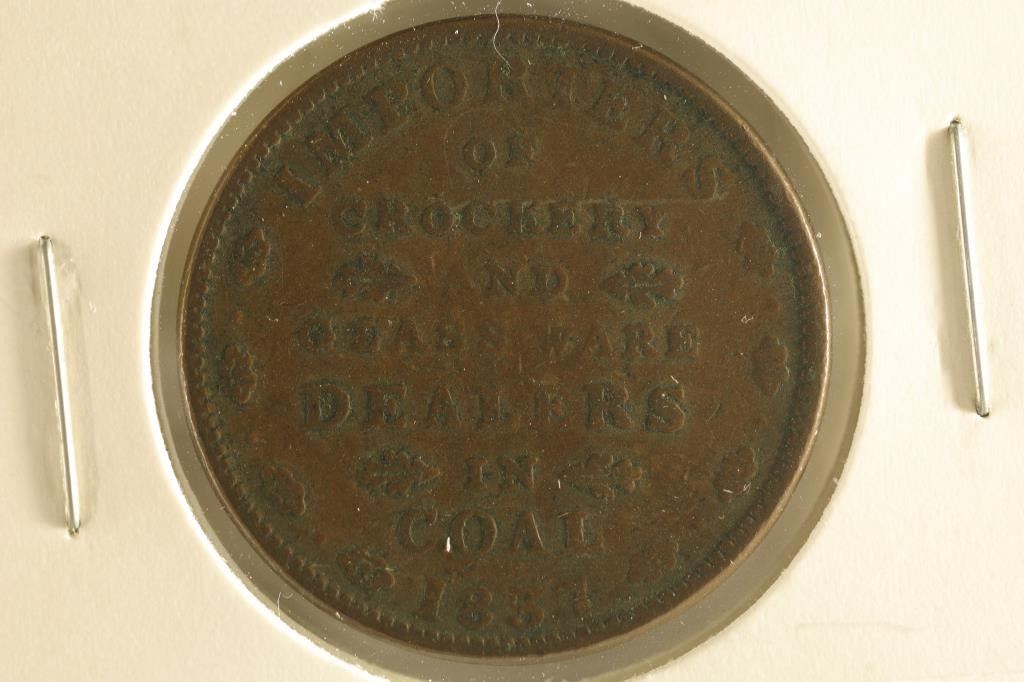 IMPORTERS
OF
CROCKERY
AND
GLASS WARE
DEALERS
IN
COAL
1837